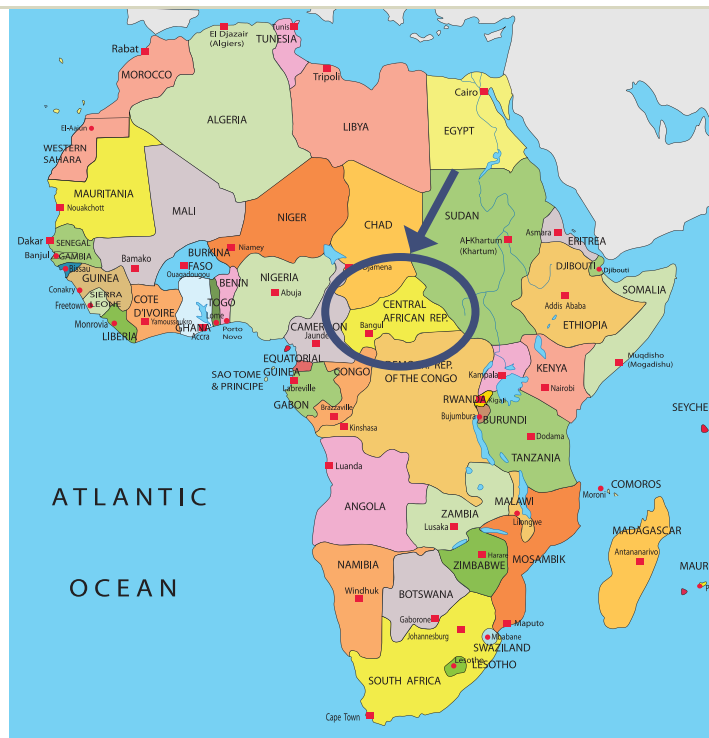 Tunis
El Djazair
(Algiers)
TUNISIA
Rabat
MOROCCO
Tripoli
Cairo
ALGERIA
LIBYA
EGYPT
El-Aaiun
WESTERN
SAHARA
MAURITANIA
Nouakchott
MALI
NIGER
CHAD
SUDAN
Dakar
SENEGAL
Banjul
GAMBIA
Bissau
Bamako
BURKINA
FASO
Ouagadougou
Niamey
Al-Khartum
(Khartum)
Asmara
ERITREA
GUINEA
Conakry
SIERRA
LEONE
Freetown
COTE
D'IVOIRE
Yamoussoukro
BENIN
TOGO
NIGERIA
Abuja
Djamena
DJIBOUTI
Djibouti
SOMALIA
Addis Ababa
ETHIOPIA
Monrovia
LIBERIA
GHANA
Accra
Lome
Porto
Novo
CAMEROON
Jaunde
CENTRAL
AFRICAN REP.
Bangui
EQUATORIAL
GUINEA
SAO TOME
& PRINCIPE
Labreville
GABON
CONGO
Brazzaville
Kinshasa
DEMOCRAT. REP.
OF THE CONGO
Kampala
KENYA
Nairobi
Muqdisho
(Mogadishu)
RWANDA
Kigali
Bujumbura
BURUNDI
Dodama
TANZANIA
SEYCHE
Luanda
ANGOLA
ZAMBIA
Lusaka
MALAWI
Lilongwe
COMOROS
Moroni
MADAGASCAR
Antananarivo
MAUR
P
ATLANTIC
OCEAN
NAMIBIA
Windhuk
BOTSWANA
Gaborone
Harare
ZIMBABWE
MOSAMBIK
Johannesburg
Maputo
Mbabane
SWAZILAND
Lesotho
LESOTHO
SOUTH AFRICA
Cape Town